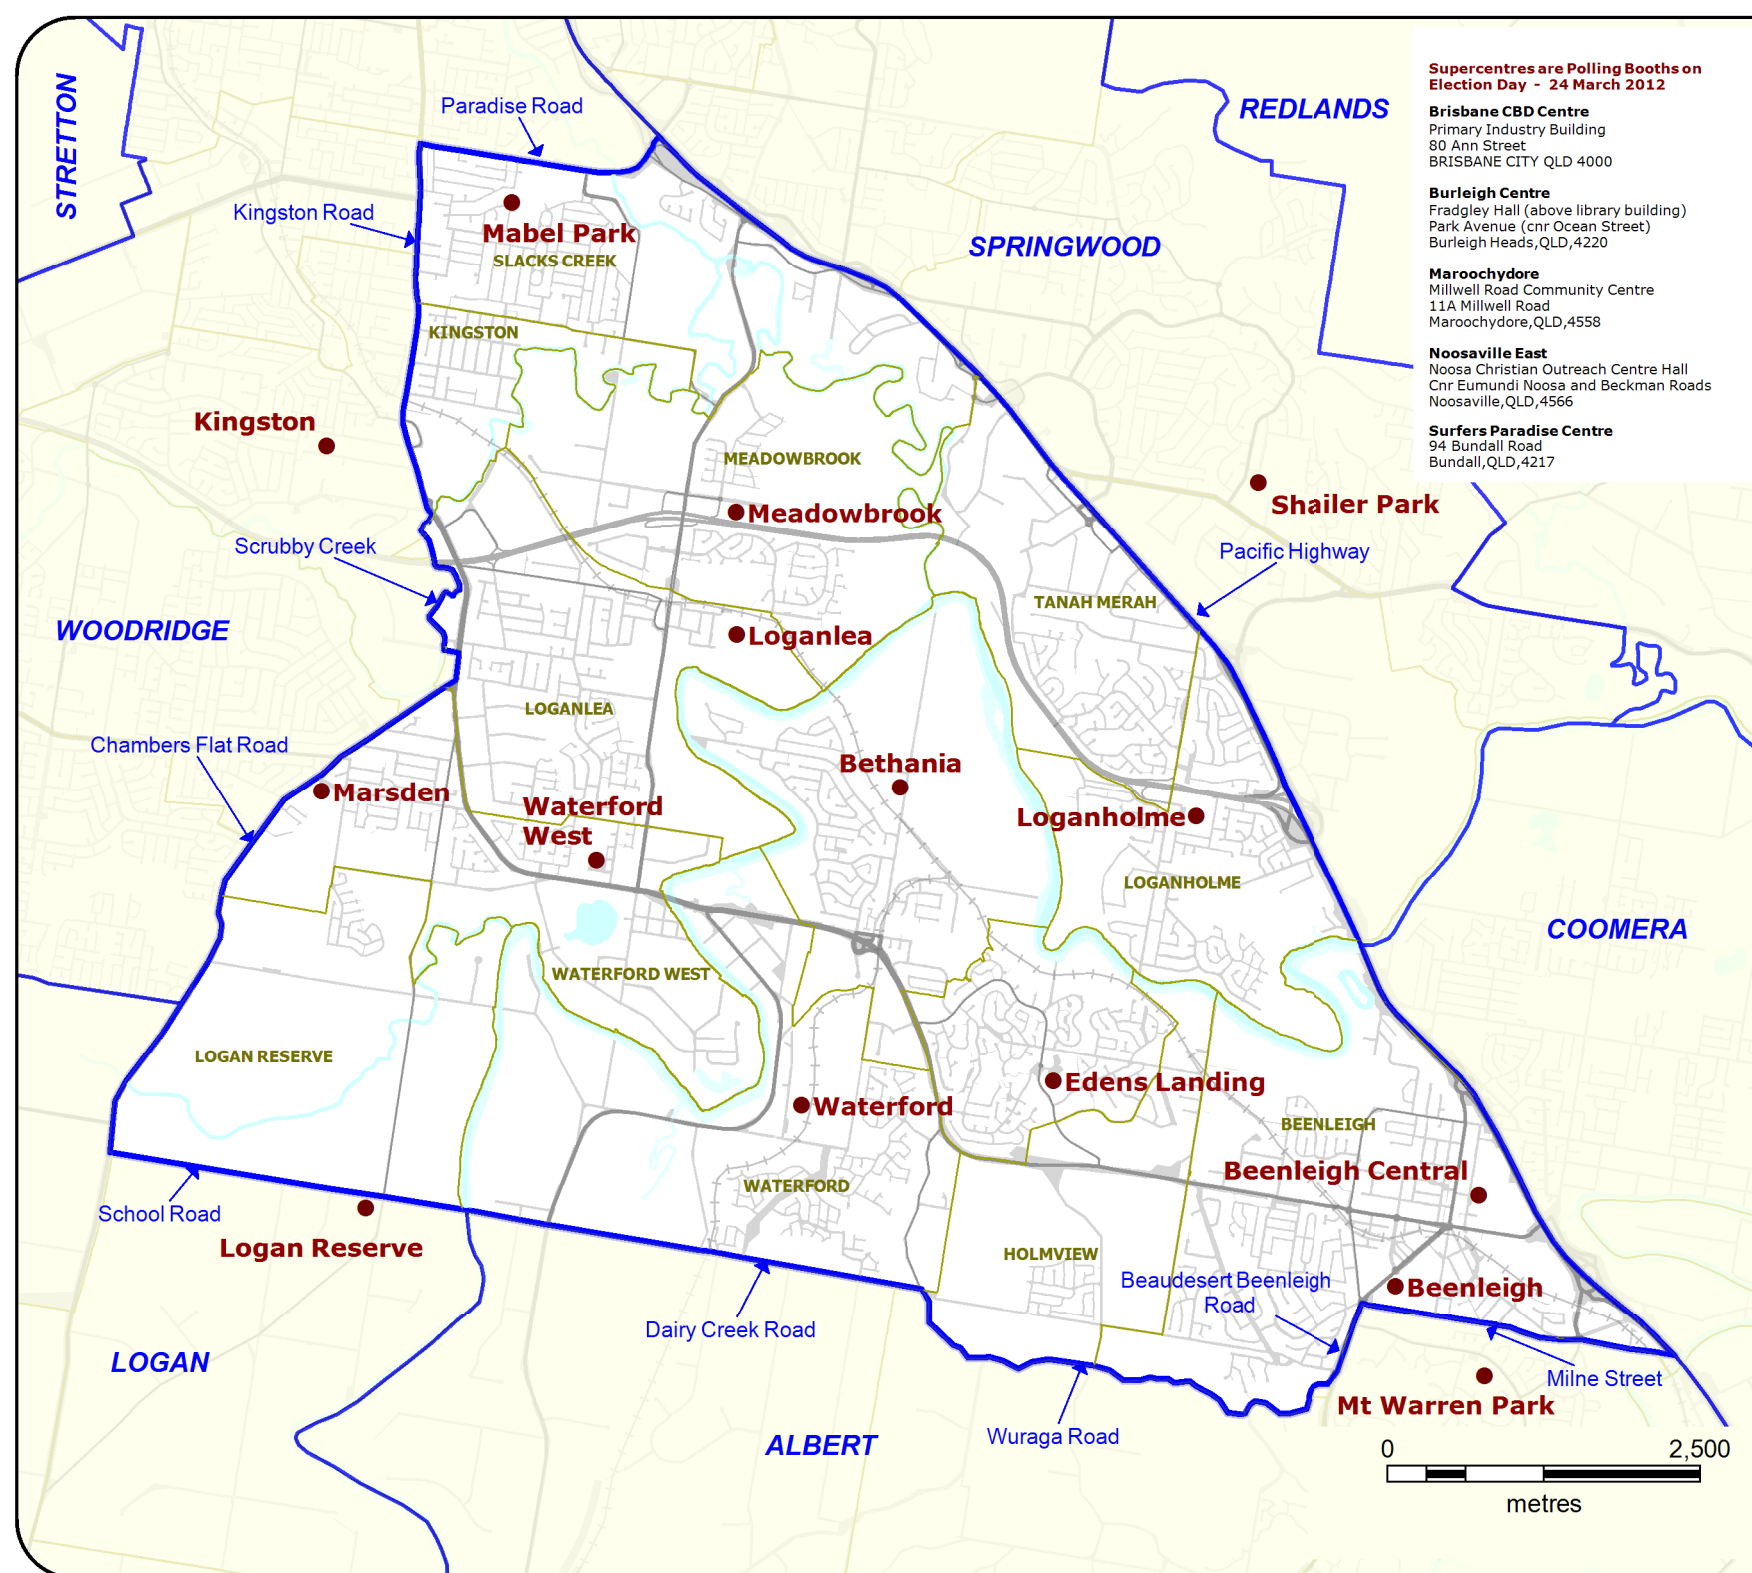 STRETTON
Paradise Road
REDLANDS
Kingston Road
Mabel Park
SLACKS CREEK
SPRINGWOOD
KINGSTON
Kingston
MEADOWBROOK
Meadowbrook
Shailer Park
Scrubby Creek
Pacific Highway
TANAH MERAH
WOODRIDGE
Loganlea
LOGANLEA
Chambers Flat Road
Bethania
Marsden
Waterford
West
Loganholme
LOGANHOLME
COOMERA
WATERFORD WEST
LOGAN RESERVE
Edens Landing
Waterford
BEENLEIGH
Beenleigh Central
WATERFORD
School Road
Logan Reserve
HOLMVIEW
Beaudesert Beenleigh
Road
Beenleigh
Dairy Creek Road
LOGAN
Milne Street
Mt Warren Park
ALBERT
Wuraga Road
Supercentres are Polling Booths on
Election Day - 24 March 2012
Brisbane CBD Centre
Primary Industry Building
80 Ann Street
BRISBANE CITY QLD 4000
Burleigh Centre
Fradgley Hall (above library building)
Park Avenue (cnr Ocean Street)
Burleigh Heads,QLD,4220
Maroochydore
Millwell Road Community Centre
11A Millwell Road
Maroochydore,QLD,4558
Noosaville East
Noosa Christian Outreach Centre Hall
Cnr Eumundi Noosa and Beckman Roads
Noosaville,QLD,4566
Surfers Paradise Centre
94 Bundall Road
Bundall,QLD,4217
0 2,500
metres